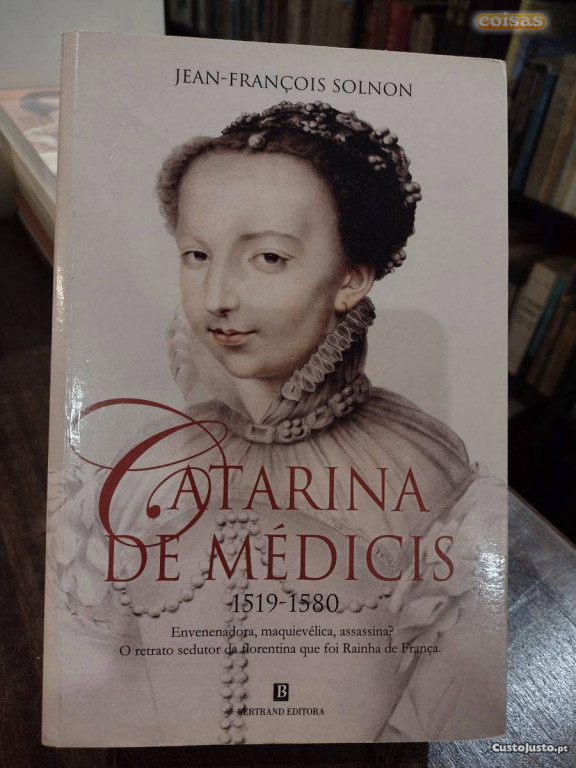 coisas
JEAN-FRANÇOIS SOLNON
CATARINA
DE MÉDICIS
1519-1580
Envenenadora, maquievélica, assassina?
O retrato sedutor da florentina que foi Rainha de França.
B
BERTRAND EDITORA
CustoJusto.pt